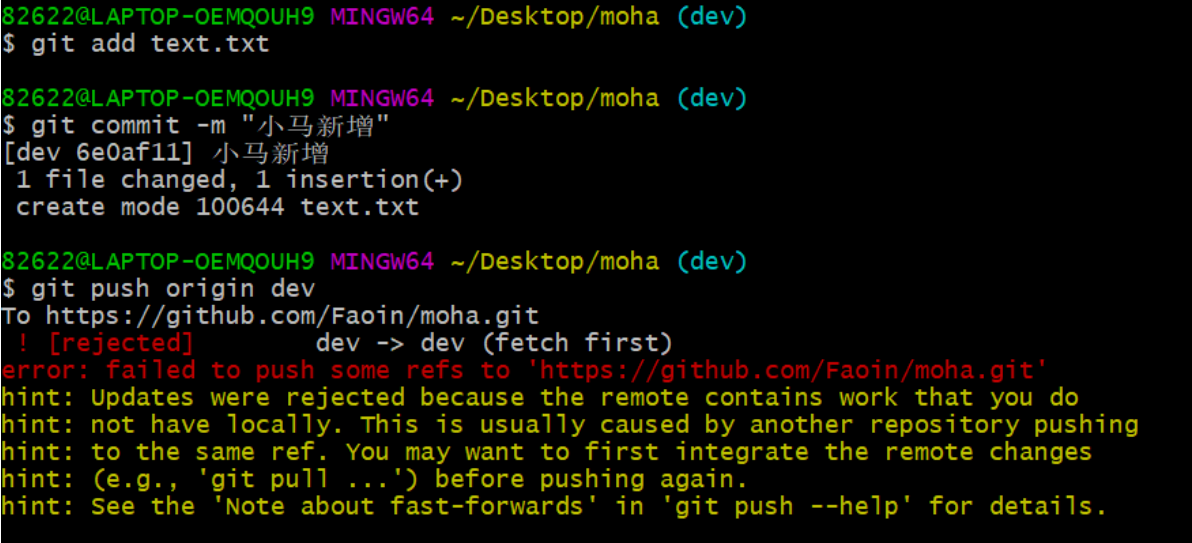 82622@LAPTOP-OEMQOUH9 MINGW64 ~/Desktop/moha (dev)
$ git add text.txt
82622@LAPTOP-OEMQOUH9 MINGW64 ~/Desktop/moha (dev)
$ git commit -m "小马新增"
[dev 6e0af11] 小马新增
1 file changed, 1 insertion(+)
create mode 100644 text.txt
82622@LAPTOP-OEMQOUH9 MINGW64 ~/Desktop/moha (dev)
$ git push origin dev
To https://github.com/Faoin/moha.git
! [rejected] dev -> dev (fetch first)
error: failed to push some refs to 'https://github.com/Faoin/moha.git'
hint: Updates were rejected because the remote contains work that you do
hint: not have locally. This is usually caused by another repository pushing
hint: to the same ref. You may want to first integrate the remote changes
hint: (e.g., 'git pull ...') before pushing again.
hint: See the 'Note about fast-forwards' in 'git push --help' for details.